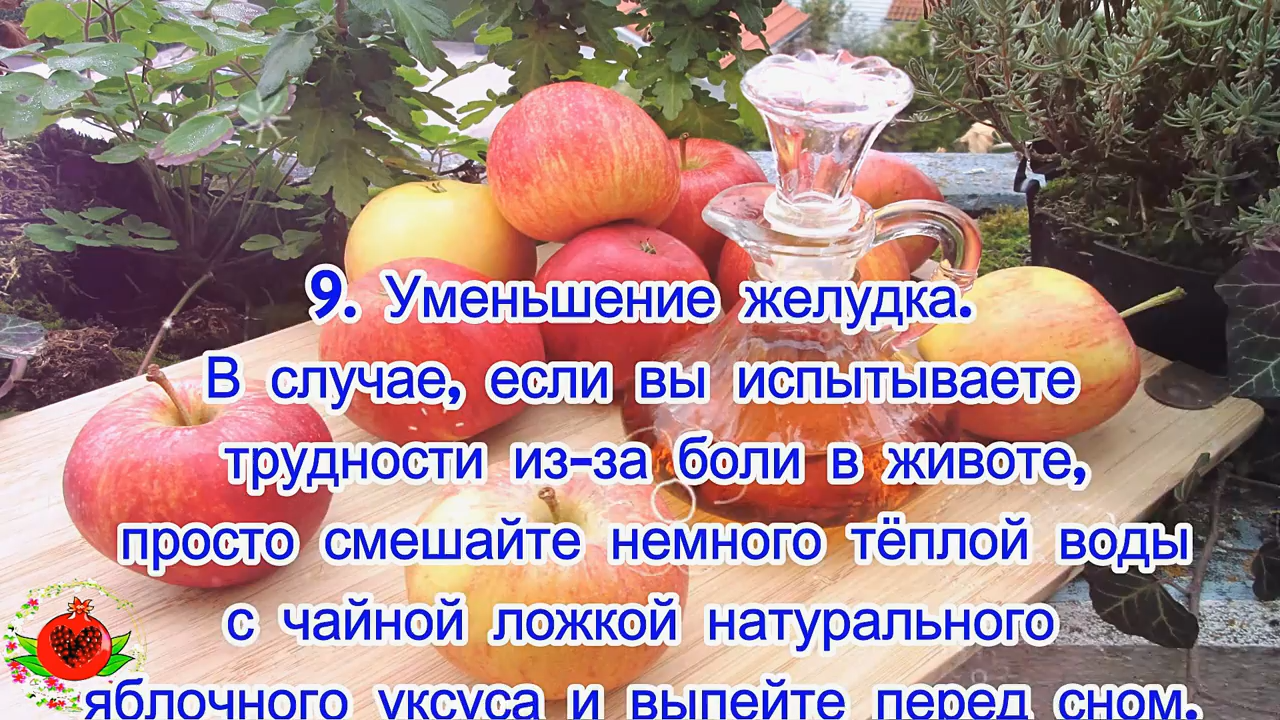 9. Уменьшение желудка.
В случае, если вы испытываете
трудности из-за боли в животе,
просто смешайте немного тёплой воды
с чайной ложкой натурального
яблочного уксуса и выпейте перед сном.